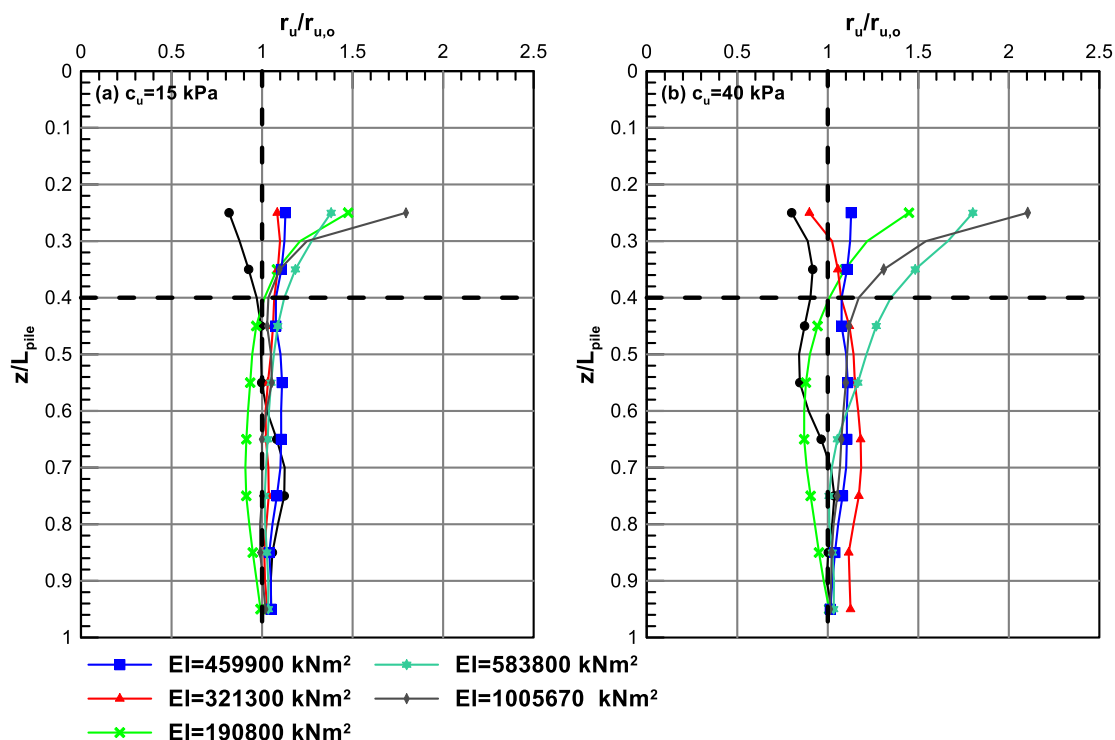 r_u/r_u,o
r_u/r_u,o
0 0.5 1 1.5 2 2.5
0 0.5 1 1.5 2 2.5
0
(a) c_u=15 kPa
0
(b) c_u=40 kPa
0.1
0.1
0.2
0.2
0.3
0.3
0.4
0.4
z/L_pile
z/L_pile
0.5
0.5
0.6
0.6
0.7
0.7
0.8
0.8
0.9
0.9
1
1
EI=459900 kNm²
EI=583800 kNm²
EI=321300 kNm²
EI=1005670 kNm²
EI=190800 kNm²